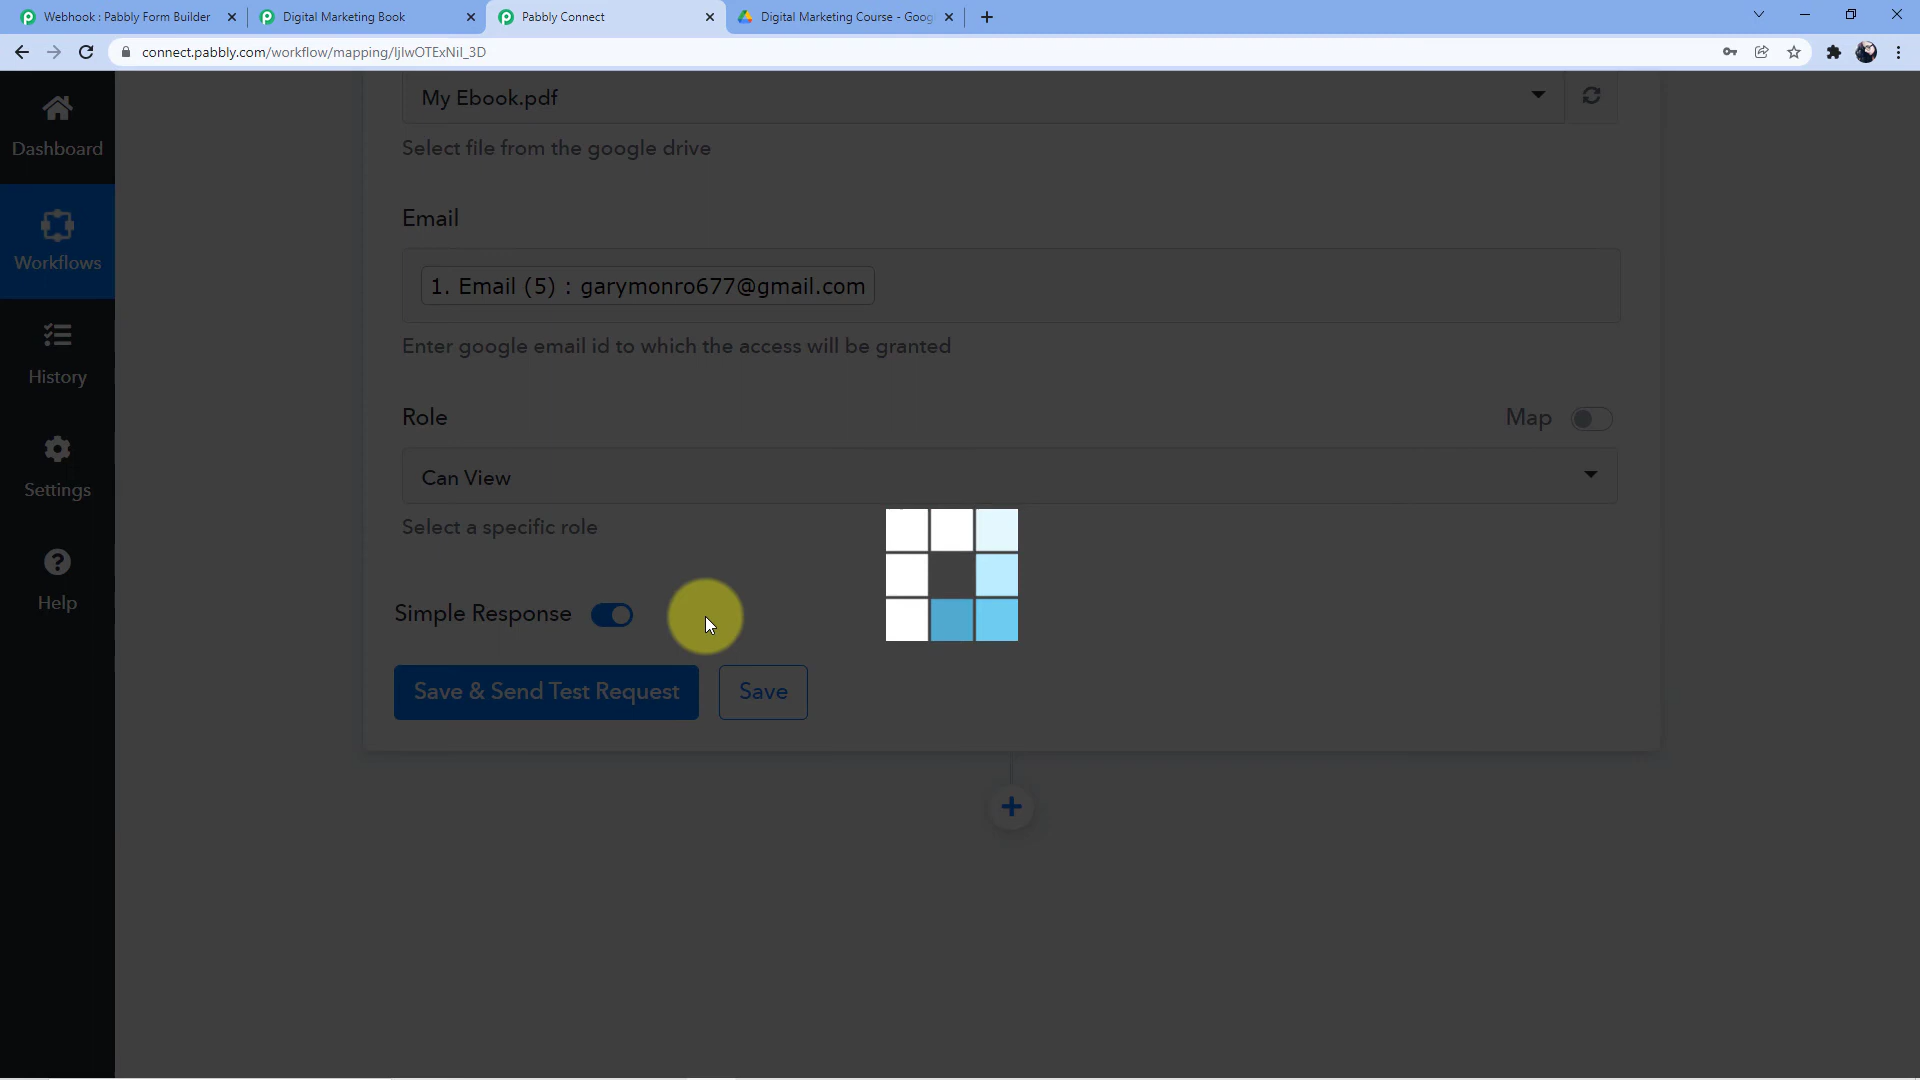 Webhook : Pabbly Form Builder
Digital Marketing Book
Pabbly Connect
Digital Marketing Course - Goog
connect.pabbly.com/workflow/mapping/IjIwOTExNiI_3D
Dashboard
Workflows
History
Settings
Help
My Ebook.pdf
Select file from the google drive
Email
1. Email (5) : garymonro677@gmail.com
Enter google email id to which the access will be granted
Role
Map
Can View
Select a specific role
Simple Response
Save & Send Test Request
Save